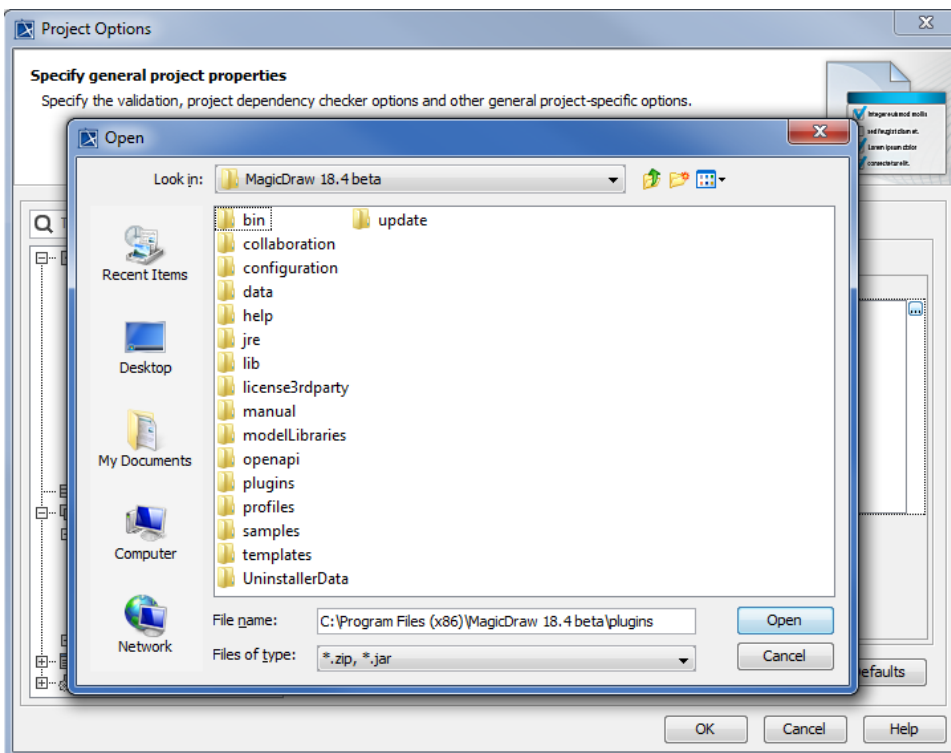 Project Options
Specify general project properties
Specify the validation, project dependency checker options and other general project-specific options.
Open
Look in: MagicDraw 18.4 beta
bin update
collaboration
configuration
data
help
jre
lib
license3rdparty
manual
modelLibraries
openapi
plugins
profiles
samples
templates
UninstallerData
Recent Items
Desktop
My Documents
Computer
Network
File name: C:\Program Files (x86)\MagicDraw 18.4 beta\plugins Open
Files of type: *.zip, *.jar Cancel
efaults
OK Cancel Help